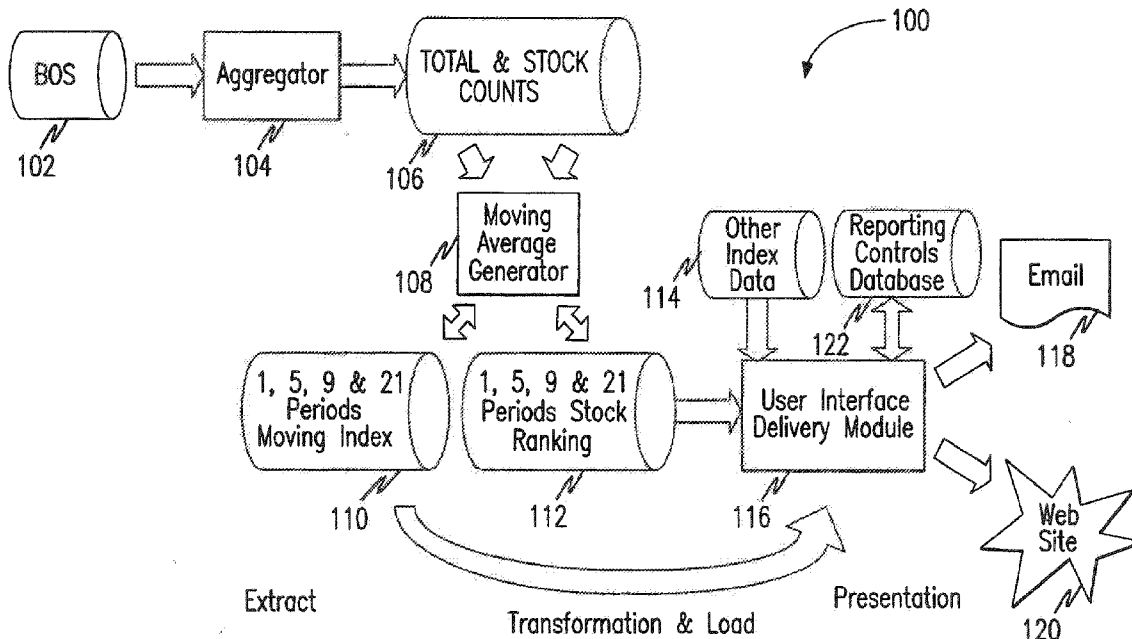 100
BOS
Aggregator
TOTAL & STOCK
COUNTS
102
104
106
Moving
Average
Generator
108
Other
Index
Data
114
Reporting
Controls
Database
122
Email
118
1, 5, 9 & 21
Periods
Moving Index
110
1, 5, 9 & 21
Periods Stock
Ranking
112
User Interface
Delivery Module
116
Web
Site
120
Extract
Transformation & Load
Presentation